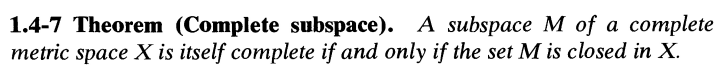 1.4-7 Theorem (Complete subspace). A subspace M of a complete
metric space X is itself complete if and only if the set M is closed in X.